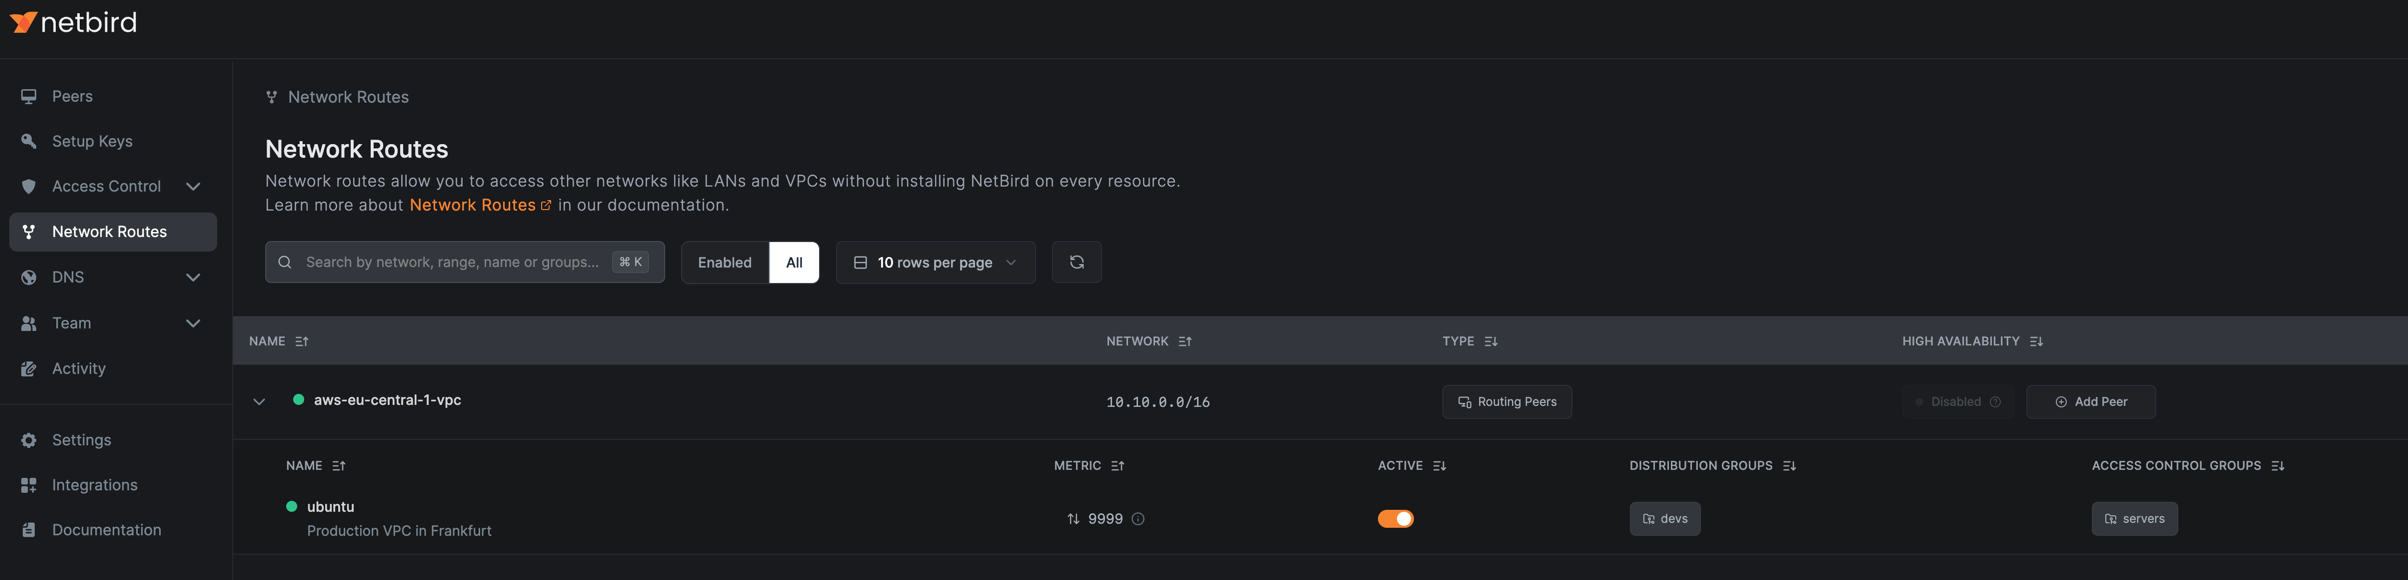 netbird
Peers
Setup Keys
Access Control
Network Routes
DNS
Team
Activity
Settings
Integrations
Documentation
Network Routes
Network Routes
Network routes allow you to access other networks like LANs and VPCs without installing NetBird on every resource.
Learn more about Network Routes in our documentation.
Search by network, range, name or groups... ⌘ K Enabled All 10 rows per page
NAME NETWORK TYPE HIGH AVAILABILITY
aws-eu-central-1-vpc 10.10.0.0/16 Routing Peers Disabled Add Peer
NAME METRIC ACTIVE DISTRIBUTION GROUPS ACCESS CONTROL GROUPS
ubuntu
Production VPC in Frankfurt
9999 devs servers